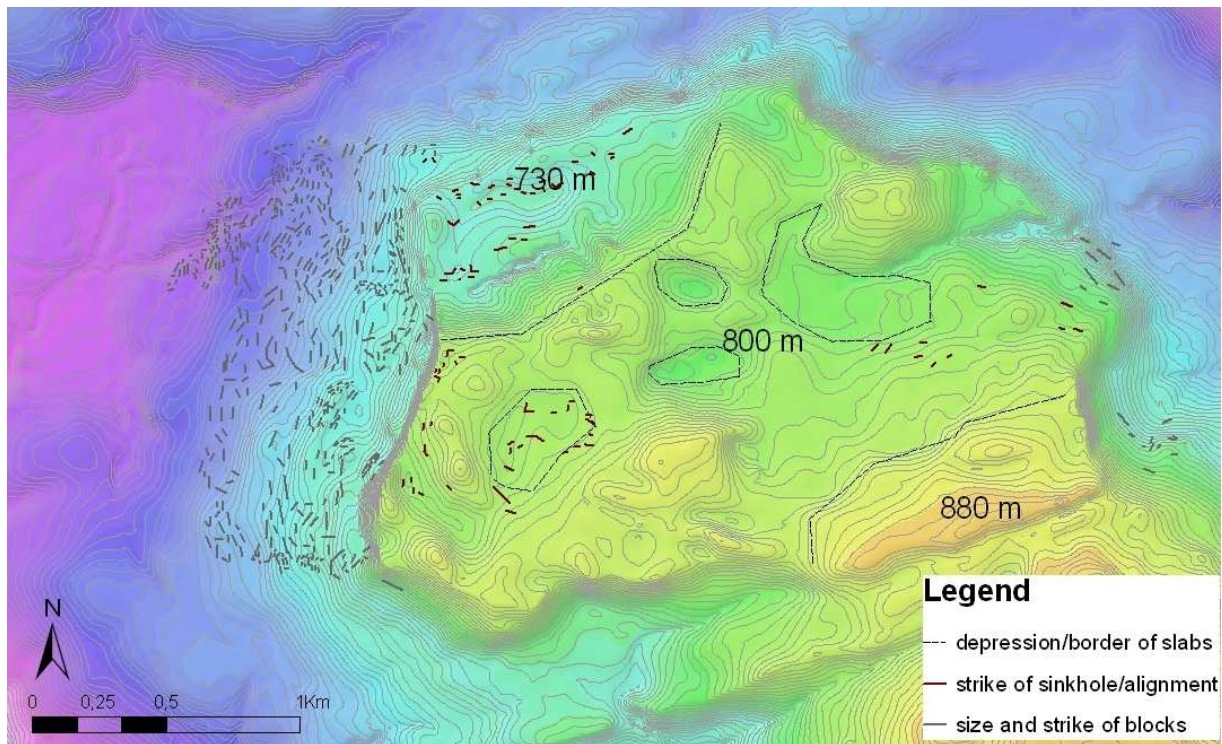 730 m
800 m
880 m
Legend
depression/border of slabs
strike of sinkhole/alignment
size and strike of blocks
N
0 0,25 0,5 1Km